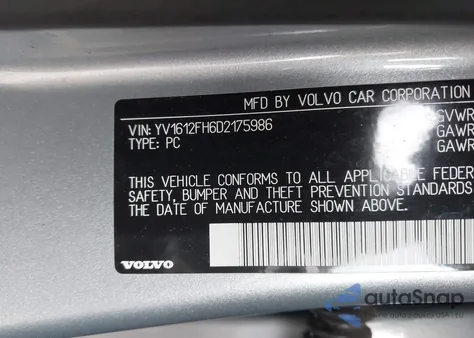 MFD BY VOLVO CAR CORPORATION
VIN: YV1612FH6D2175986
TYPE: PC
GVWR
GAWR
GAWR
THIS VEHICLE CONFORMS TO ALL APPLICABLE FEDER
SAFETY, BUMPER AND THEFT PREVENTION STANDARDS
THE DATE OF MANUFACTURE SHOWN ABOVE.
VOLVO
autoSnap